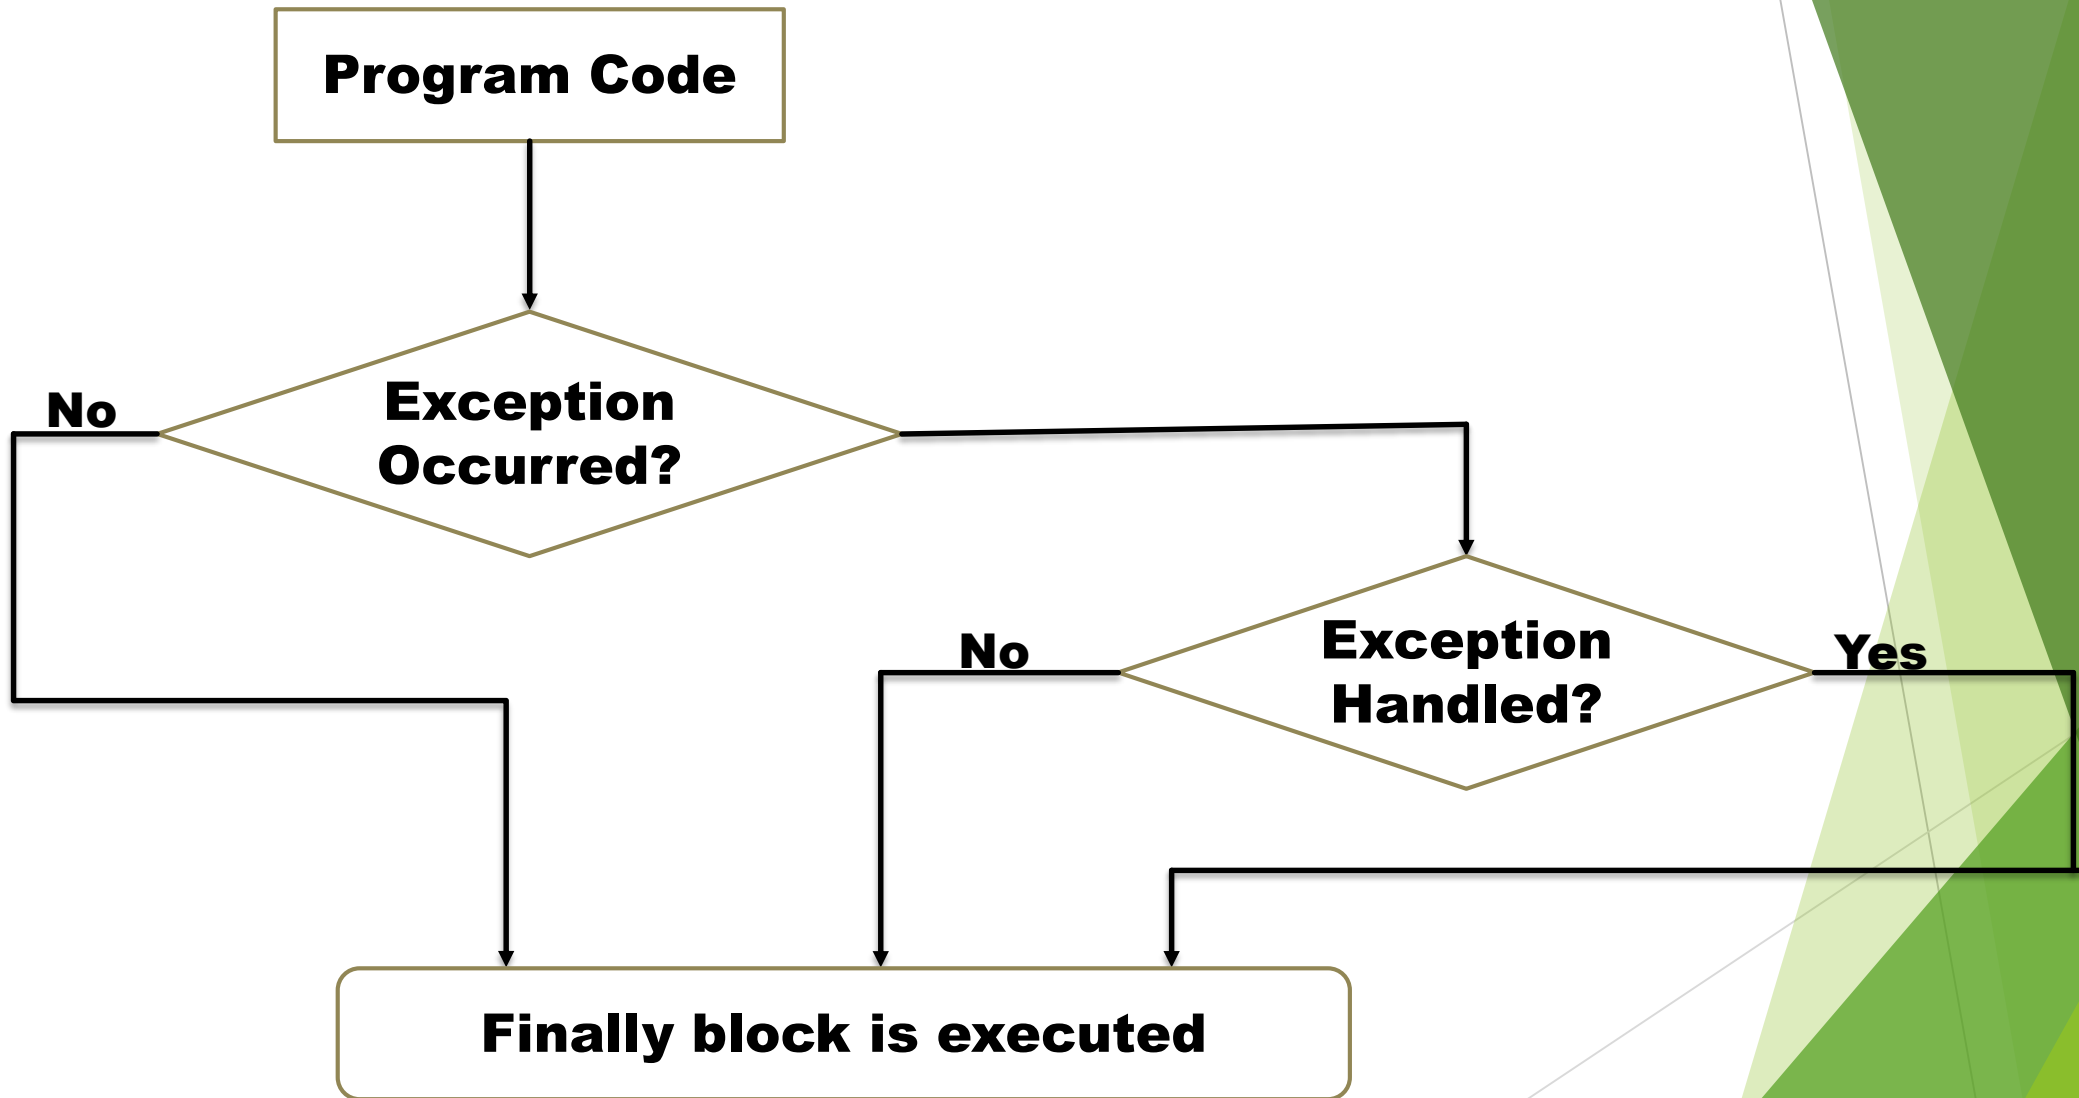 Program Code
Exception
Occurred?
No
Exception
Handled?
No
Yes
Finally block is executed